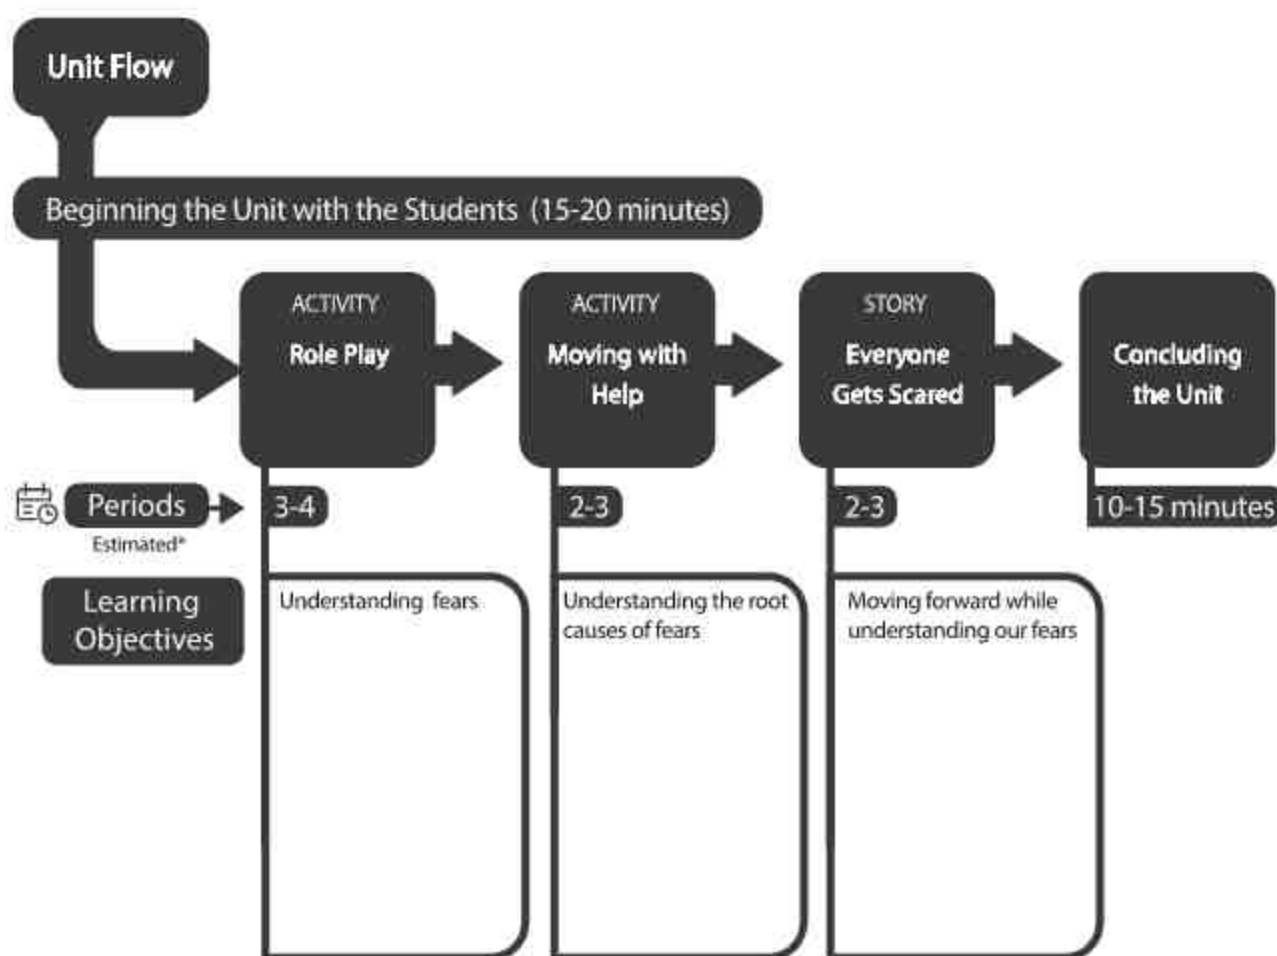 Unit Flow
Beginning the Unit with the Students (15-20 minutes)
ACTIVITY
Role Play
ACTIVITY
Moving with
Help
STORY
Everyone
Gets Scared
Concluding
the Unit
Periods
Estimated*
3-4
2-3
2-3
10-15 minutes
Learning
Objectives
Understanding fears
Understanding the root
causes of fears
Moving forward while
understanding our fears